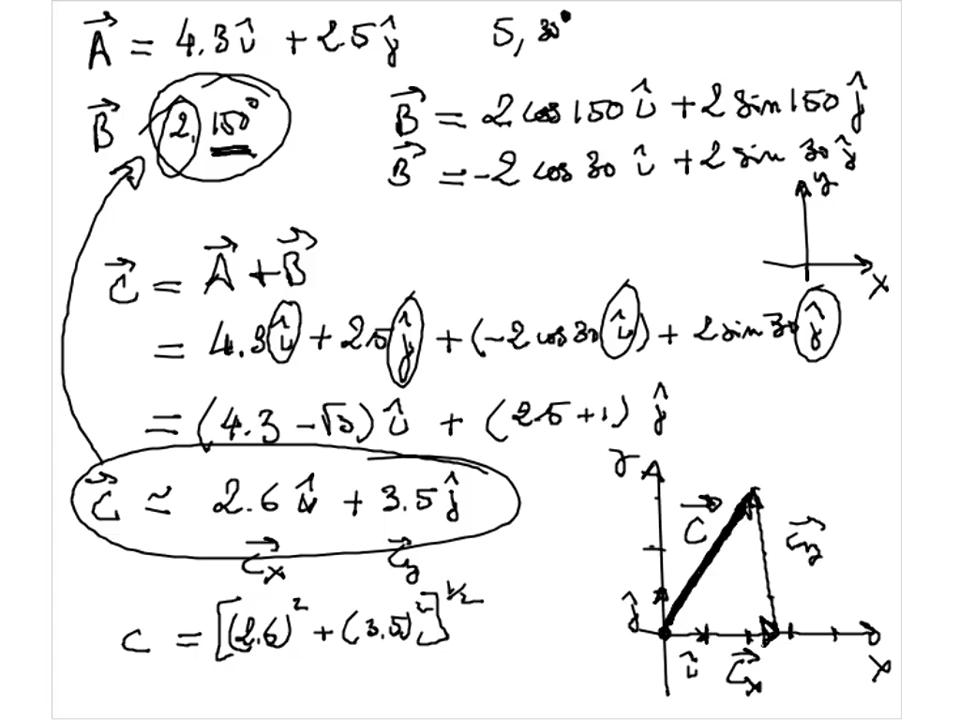 A⃗ = 4.3î + 2.5ĵ 5, 30°
B⃗ 2, 150° B⃗ = 2 cos 150 î + 2 sin 150 ĵ
B⃗ = -2 cos 30 î + 2 sin 30 ĵ
y
x
C⃗ = A⃗ + B⃗
= 4.3 î + 2.5 ĵ + (-2 cos 30 î) + 2 sin 30 ĵ
= (4.3 - √3) î + (2.5 + 1) ĵ
C⃗ ≃ 2.6 î + 3.5 ĵ
C⃗x C⃗y
C = [(2.6)² + (3.5)²]^1/2
y
C⃗ C⃗y
ĵ
î C⃗x x